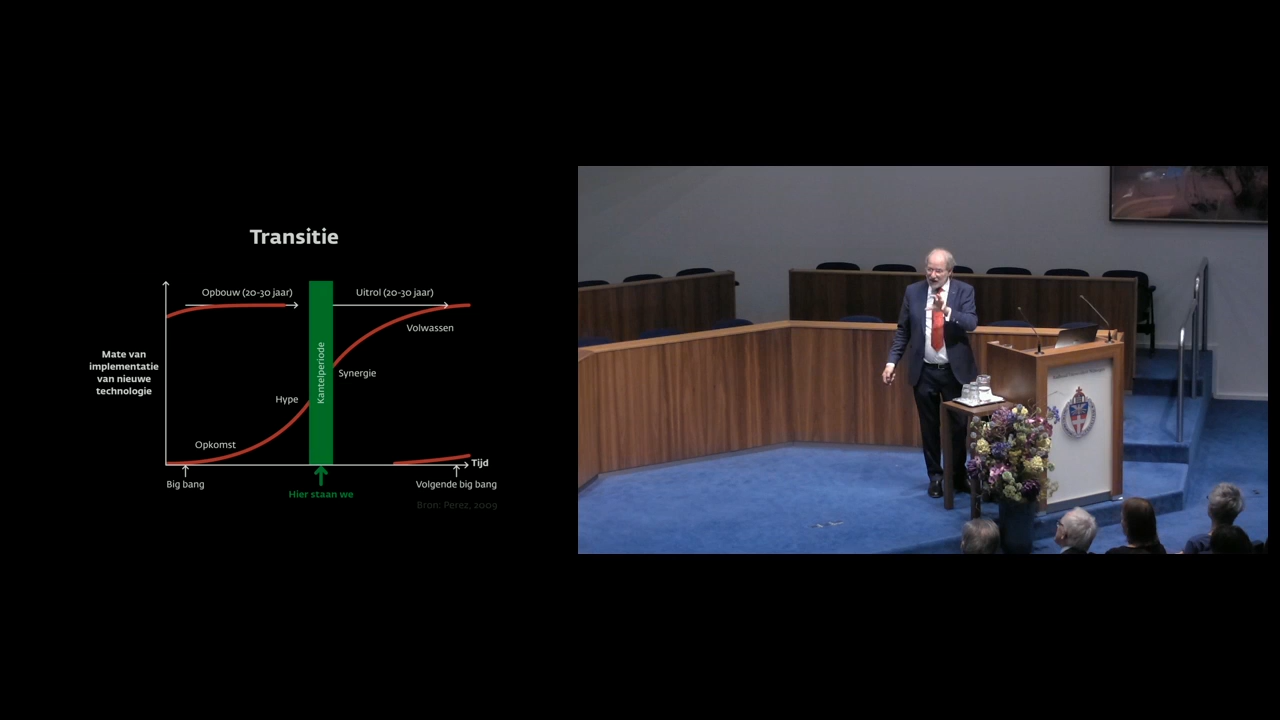 Transitie
Opbouw (20-30 jaar)
Uitrol (20-30 jaar)
Volwassen
Mate van
implementatie
van nieuwe
technologie
Kantelperiode
Synergie
Hype
Opkomst
Tijd
Big bang
Volgende big bang
Hier staan we
Bron: Perez, 2009